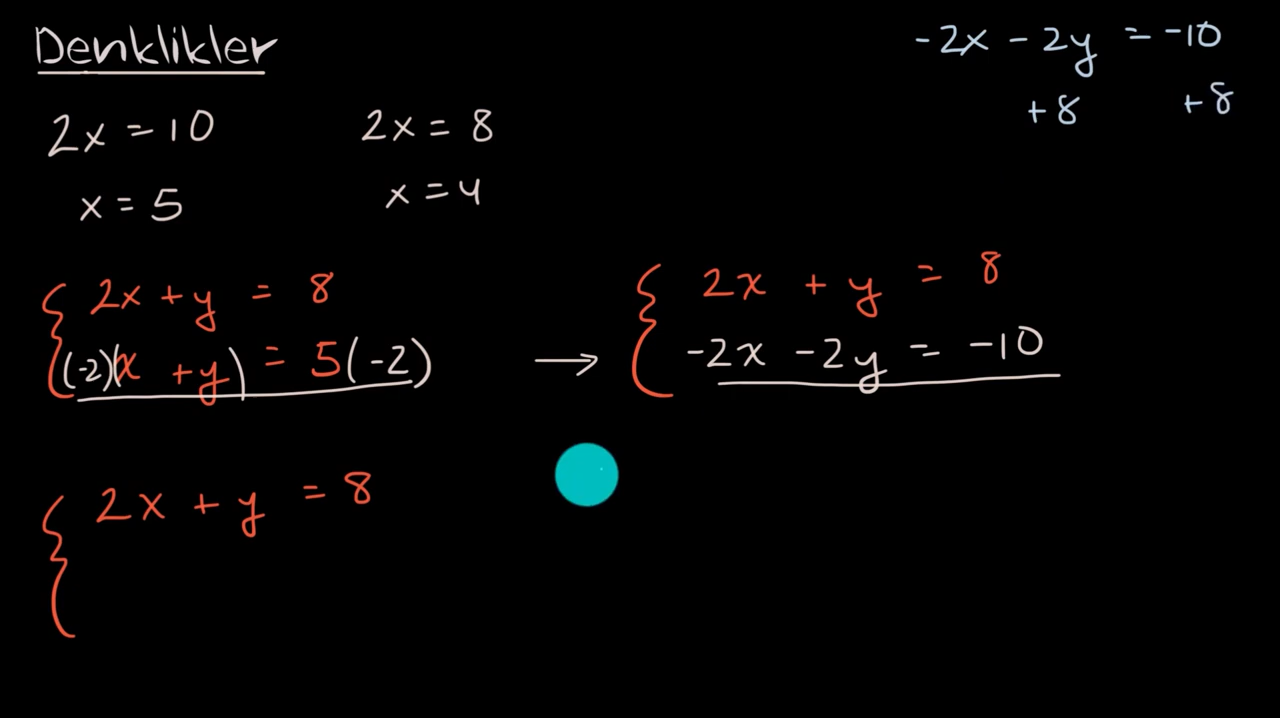 Denklikler
-2x - 2y = -10
+8 +8
2x = 10
2x = 8
x = 5
x = 4
2x + y = 8
(-2)(x + y) = 5(-2)
→
2x + y = 8
-2x - 2y = -10
2x + y = 8